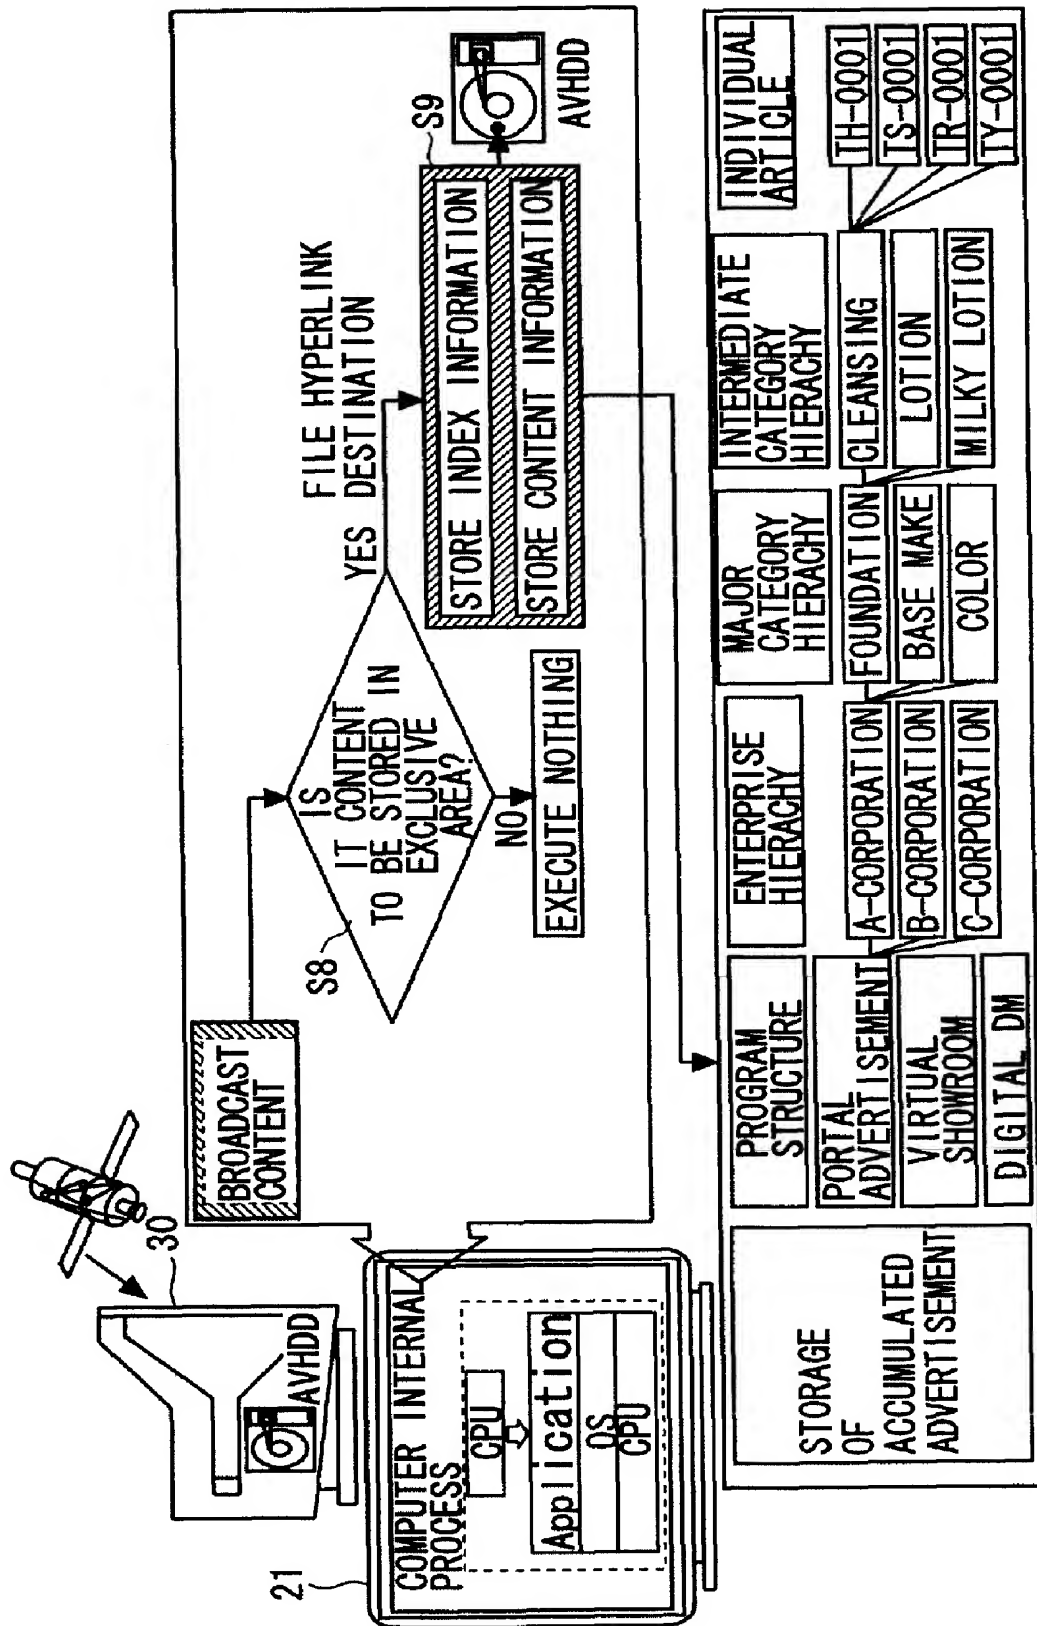 30
AVHDD
21
COMPUTER INTERNAL
PROCESS
CPU
Application
OS
CPU
BROADCAST
CONTENT
S8
IS
IT CONTENT
TO BE STORED IN
EXCLUSIVE
AREA?
YES
FILE HYPERLINK
DESTINATION
NO
EXECUTE NOTHING
S9
STORE INDEX INFORMATION
STORE CONTENT INFORMATION
AVHDD
STORAGE
OF
ACCUMULATED
ADVERTISEMENT
PROGRAM
STRUCTURE
PORTAL
ADVERTISEMENT
VIRTUAL
SHOWROOM
DIGITAL DM
ENTERPRISE
HIERACHY
A-CORPORATION
B-CORPORATION
C-CORPORATION
MAJOR
CATEGORY
HIERACHY
FOUNDATION
BASE MAKE
COLOR
INTERMEDIATE
CATEGORY
HIERACHY
CLEANSING
LOTION
MILKY LOTION
INDIVIDUAL
ARTICLE
TH-0001
TS-0001
TR-0001
TY-0001